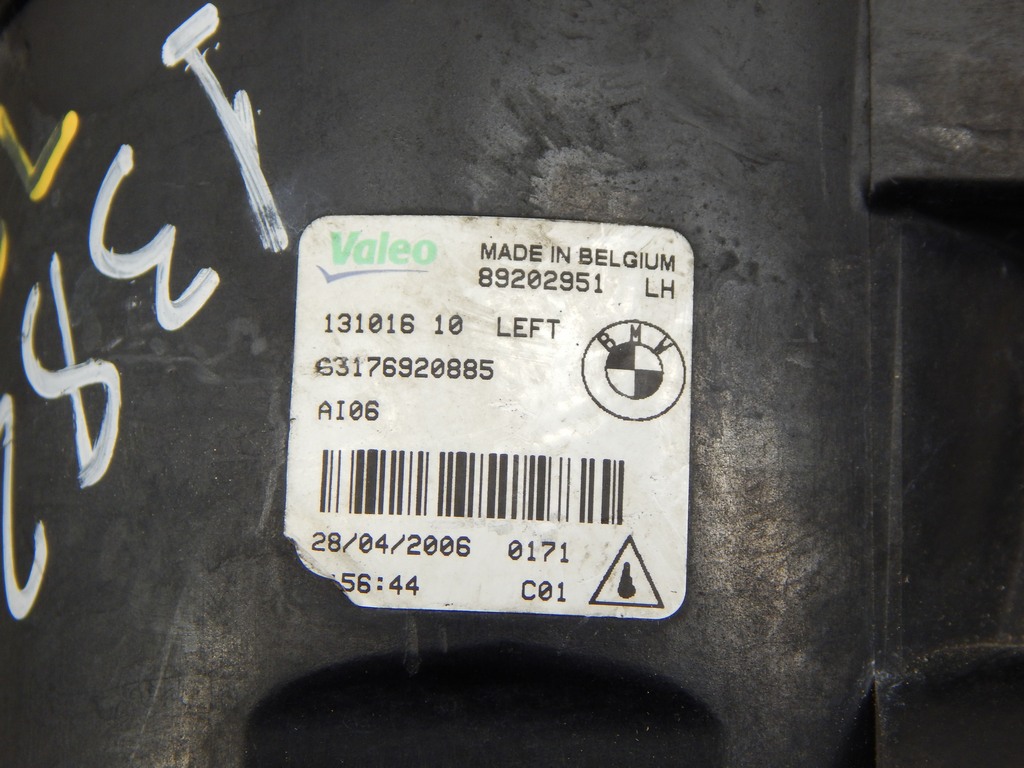 Valeo
MADE IN BELGIUM
89202951 LH
131016 10 LEFT
63176920885
BMW
AI06
28/04/2006 0171
56:44 C01